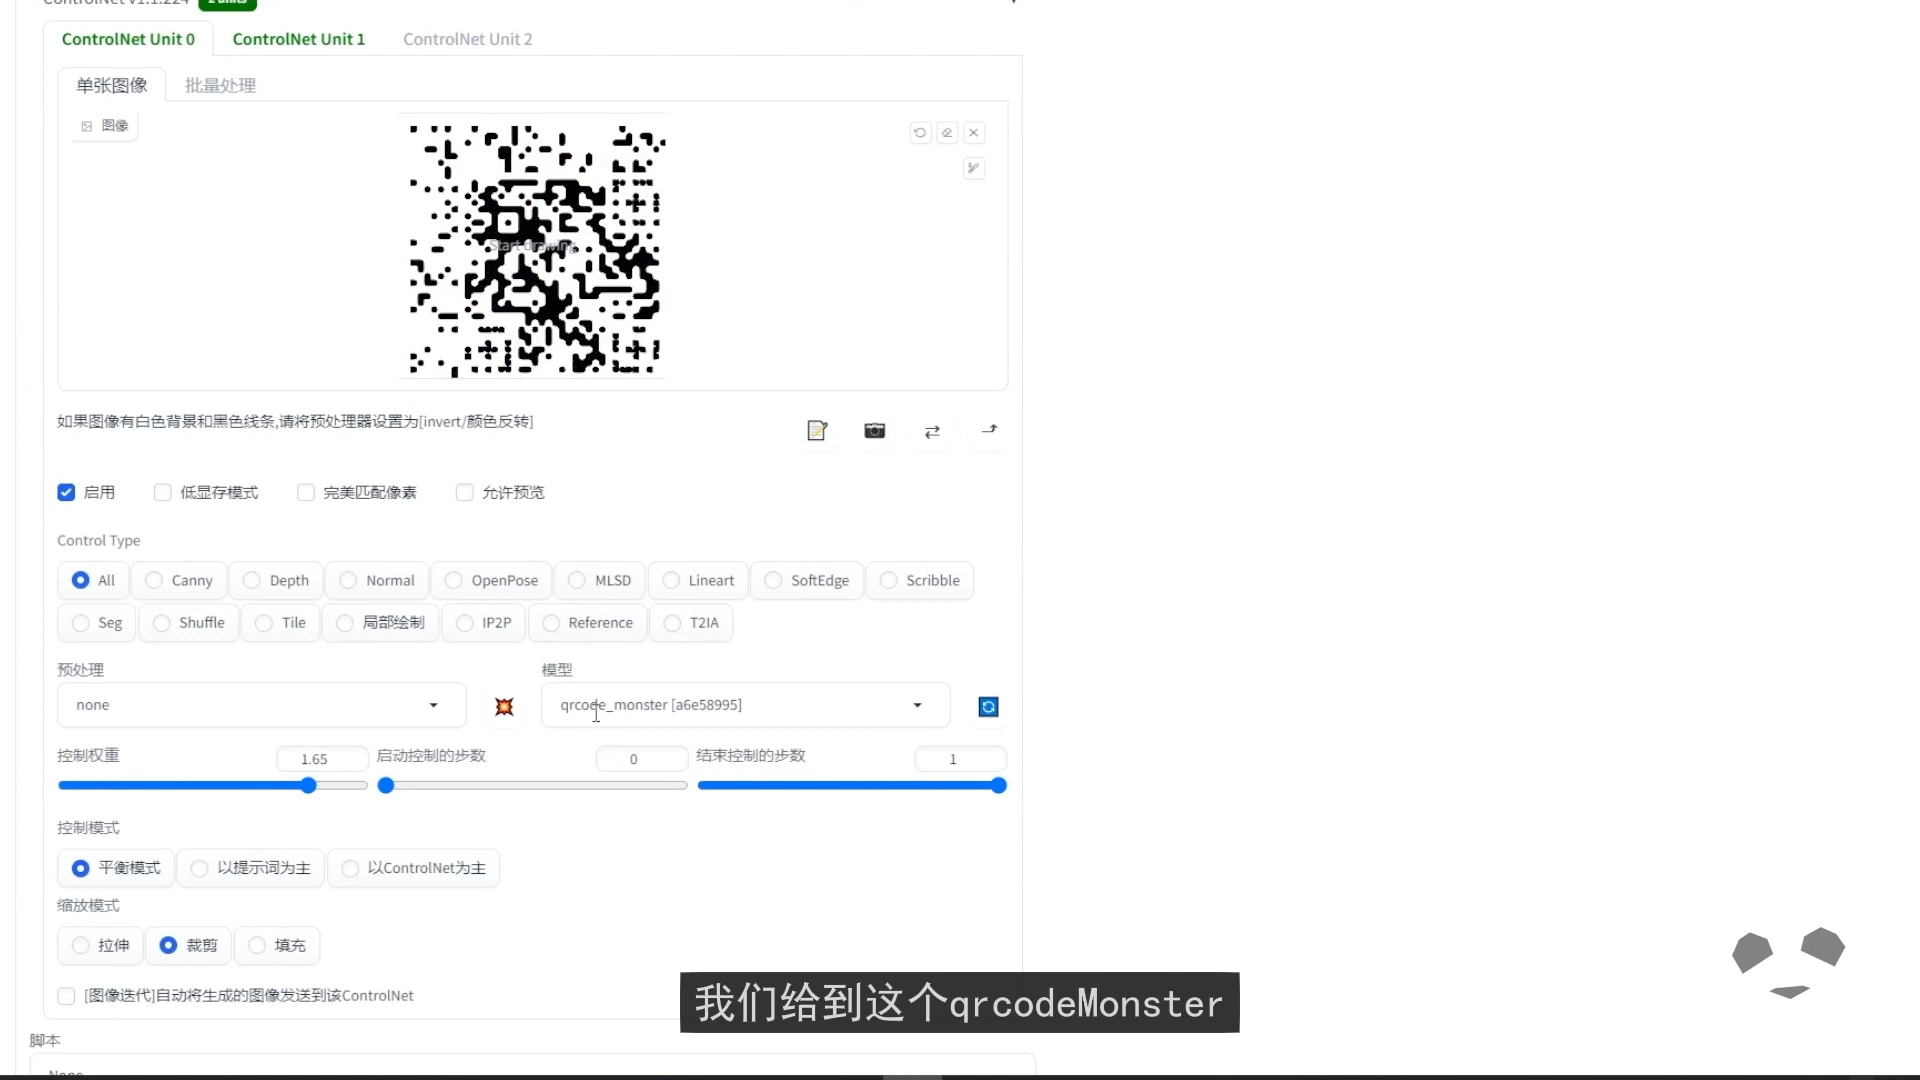 ControlNet v1.1.224 2 units
ControlNet Unit 0 ControlNet Unit 1 ControlNet Unit 2
单张图像 批量处理
图像
Start drawing
如果图像有白色背景和黑色线条,请将预处理器设置为[invert/颜色反转]
启用 低显存模式 完美匹配像素 允许预览
Control Type
All Canny Depth Normal OpenPose MLSD Lineart SoftEdge Scribble
Seg Shuffle Tile 局部绘制 IP2P Reference T2IA
预处理 模型
none qrcode_monster [a6e58995]
控制权重 1.65 启动控制的步数 0 结束控制的步数 1
控制模式
平衡模式 以提示词为主 以ControlNet为主
缩放模式
拉伸 裁剪 填充
[图像迭代]自动将生成的图像发送到该ControlNet
我们给到这个qrcodeMonster
脚本
None